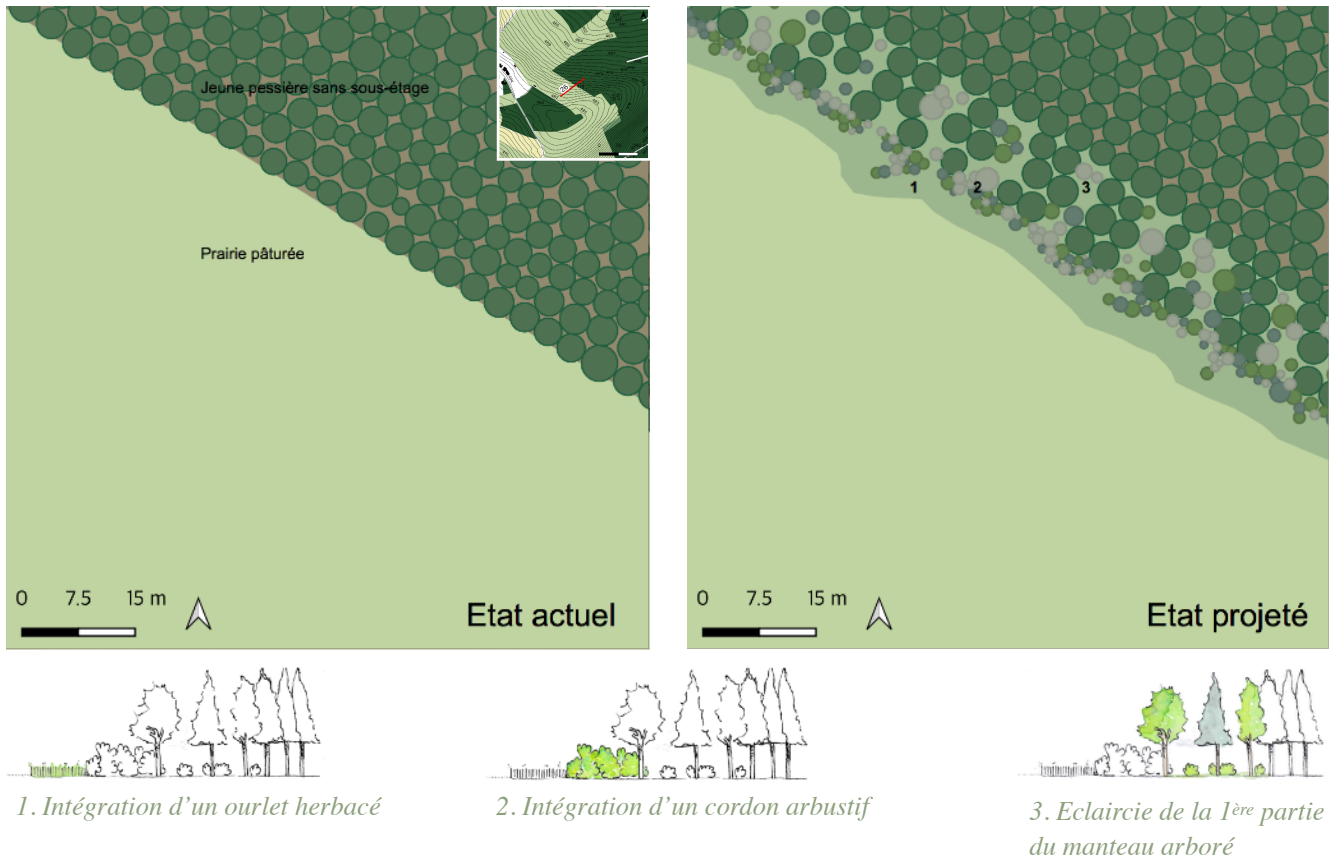 Jeune pessière sans sous-étage
Prairie pâturée
0 7.5 15 m
Etat actuel
1
2
3
0 7.5 15 m
Etat projeté
1. Intégration d’un ourlet herbacé
2. Intégration d’un cordon arbustif
3. Eclaircie de la 1ère partie
du manteau arboré